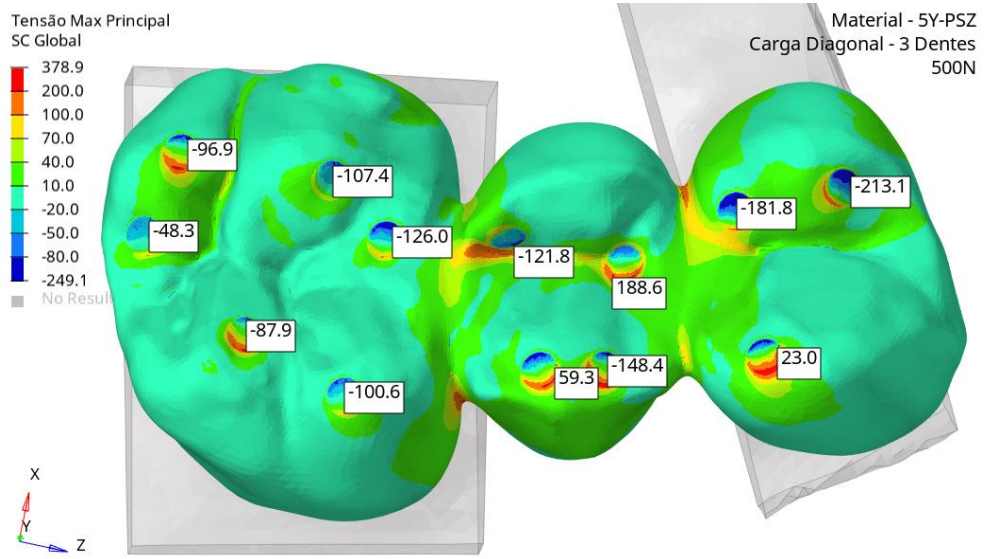 Tensão Max Principal
SC Global
378.9
200.0
100.0
70.0
40.0
10.0
-20.0
-50.0
-80.0
-249.1
No Result
Material - 5Y-PSZ
Carga Diagonal - 3 Dentes
500N
-96.9
-107.4
-48.3
-126.0
-121.8
188.6
-181.8
-213.1
-87.9
-100.6
59.3
-148.4
23.0
X
Y
Z